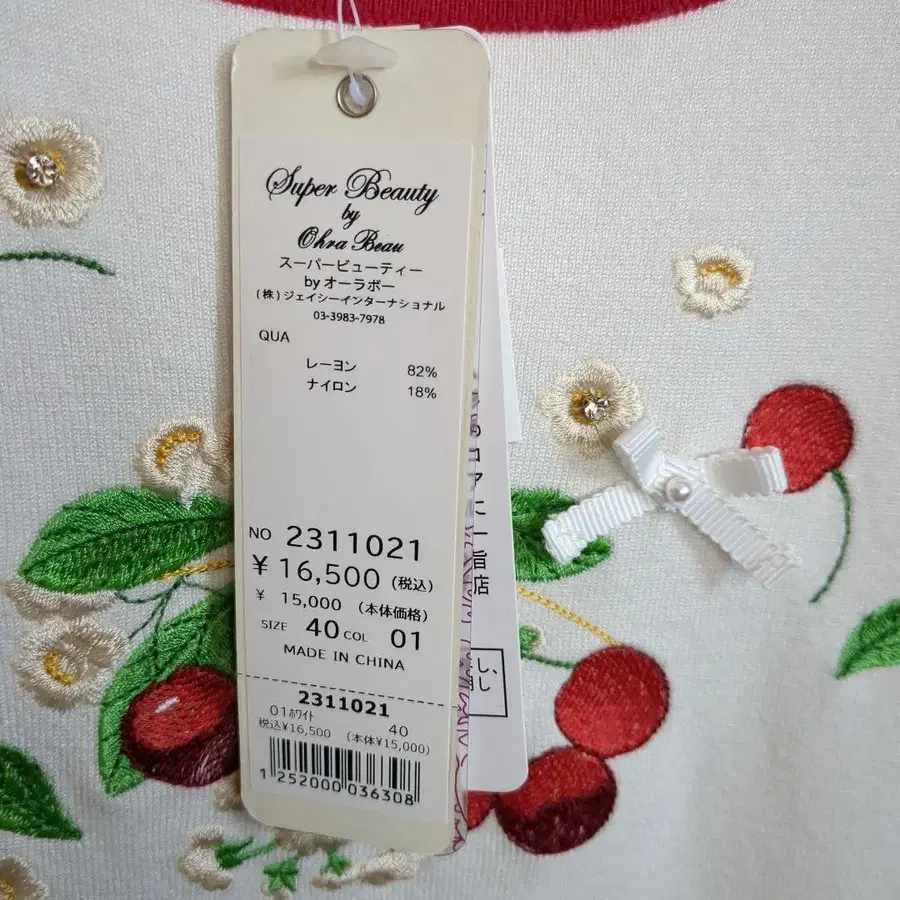 Super Beauty
by
Ohra Beau
スーパービューティー
by オーラボー
(株)ジェイシーインターナショナル
03-3983-7978
QUA
レーヨン 82%
ナイロン 18%
NO 2311021
¥ 16,500 (税込)
¥ 15,000 (本体価格)
SIZE 40 COL 01
MADE IN CHINA
2311021
01ホワイト 40
税込¥16,500 (本体¥15,000)
1 252000 036308
店
し、
し